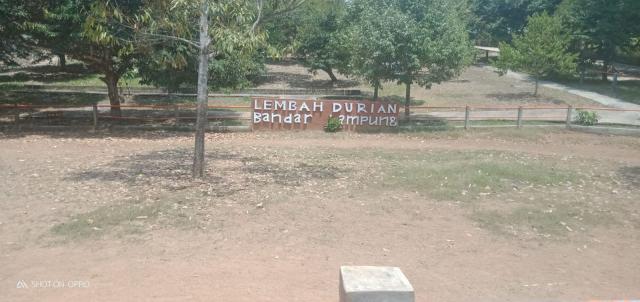 LEMBAH DURIAN
Bandar ampung
SHOT ON OPPO